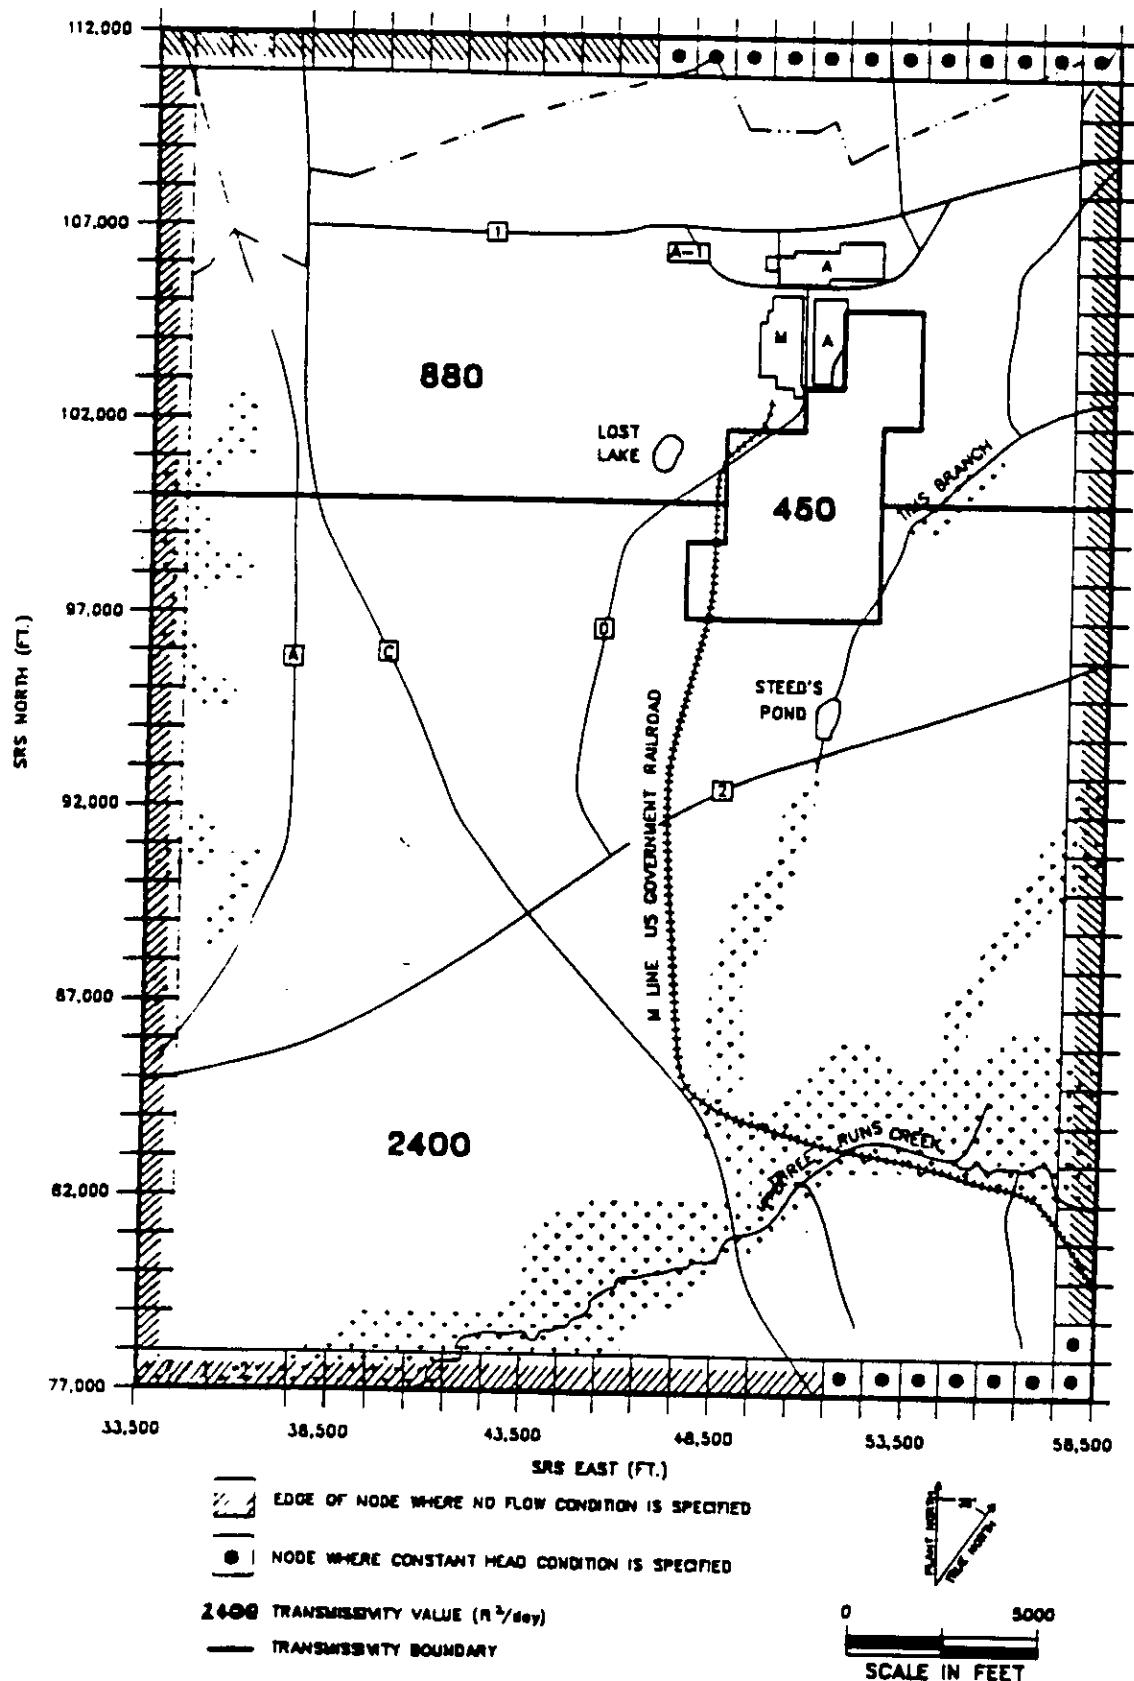 112,000
107,000
102,000
97,000
92,000
87,000
82,000
77,000
SRS NORTH (FT.)
1
A-1
A
M
A
880
LOST
LAKE
450
TIMS BRANCH
A
C
D
STEED'S
POND
2
M LINE US GOVERNMENT RAILROAD
2400
THREE RUNS CREEK
33,500
38,500
43,500
48,500
53,500
58,500
SRS EAST (FT.)
EDGE OF NODE WHERE NO FLOW CONDITION IS SPECIFIED
NODE WHERE CONSTANT HEAD CONDITION IS SPECIFIED
2400 TRANSMISSIVITY VALUE (ft²/day)
TRANSMISSIVITY BOUNDARY
PLANT NORTH
TRUE NORTH
0 5000
SCALE IN FEET